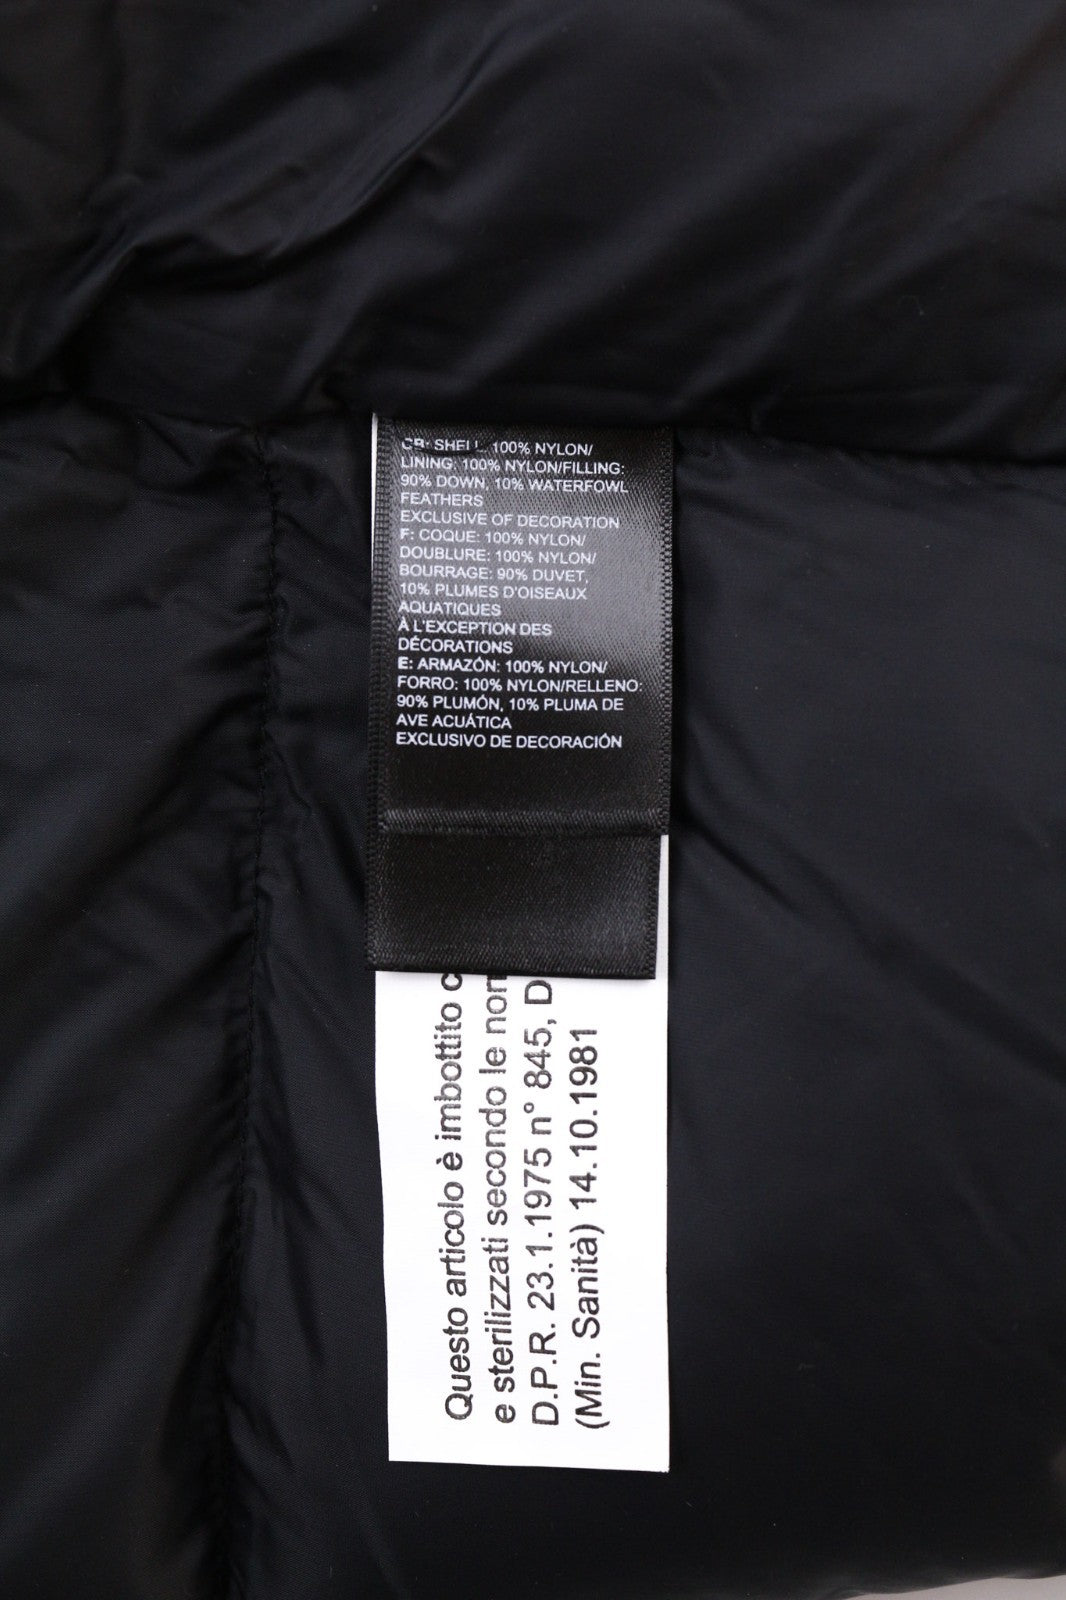 GB: SHELL: 100% NYLON/
LINING: 100% NYLON/FILLING:
90% DOWN, 10% WATERFOWL
FEATHERS
EXCLUSIVE OF DECORATION
F: COQUE: 100% NYLON/
DOUBLURE: 100% NYLON/
BOURRAGE: 90% DUVET,
10% PLUMES D'OISEAUX
AQUATIQUES
À L'EXCEPTION DES
DÉCORATIONS
E: ARMAZÓN: 100% NYLON/
FORRO: 100% NYLON/RELLENO:
90% PLUMÓN, 10% PLUMA DE
AVE ACUÁTICA
EXCLUSIVO DE DECORACIÓN
Questo articolo è imbottito
e sterilizzati secondo le
D.P.R. 23.1.1975 n° 845, D
(Min. Sanità) 14.10.1981